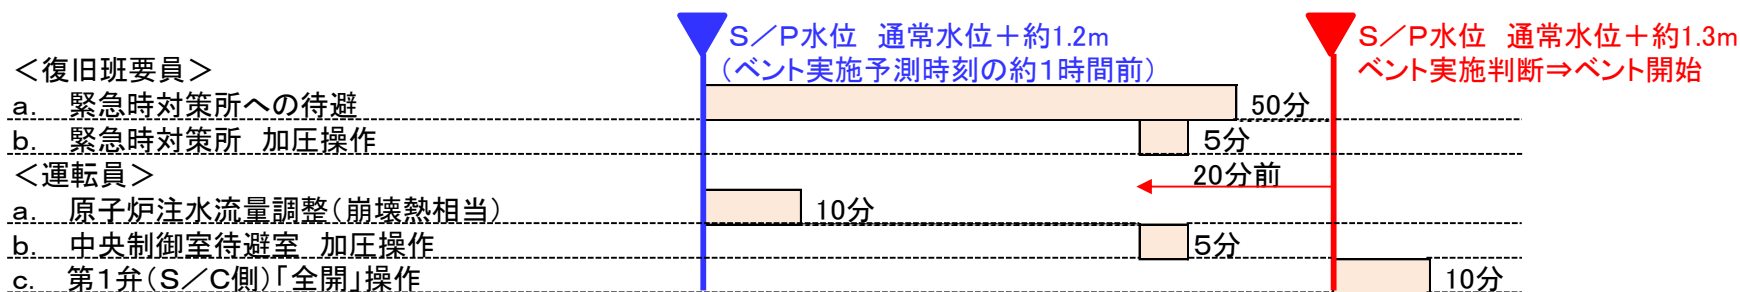 S／P水位　通常水位＋約1.2m
（ベント実施予測時刻の約１時間前）
S／P水位　通常水位＋約1.3m
ベント実施判断⇒ベント開始
＜復旧班要員＞
a.　緊急時対策所への待避
50分
b.　緊急時対策所　加圧操作
5分
＜運転員＞
20分前
a.　原子炉注水流量調整（崩壊熱相当）
10分
b.　中央制御室待避室　加圧操作
5分
c.　第１弁（S／C側）「全開」操作
10分